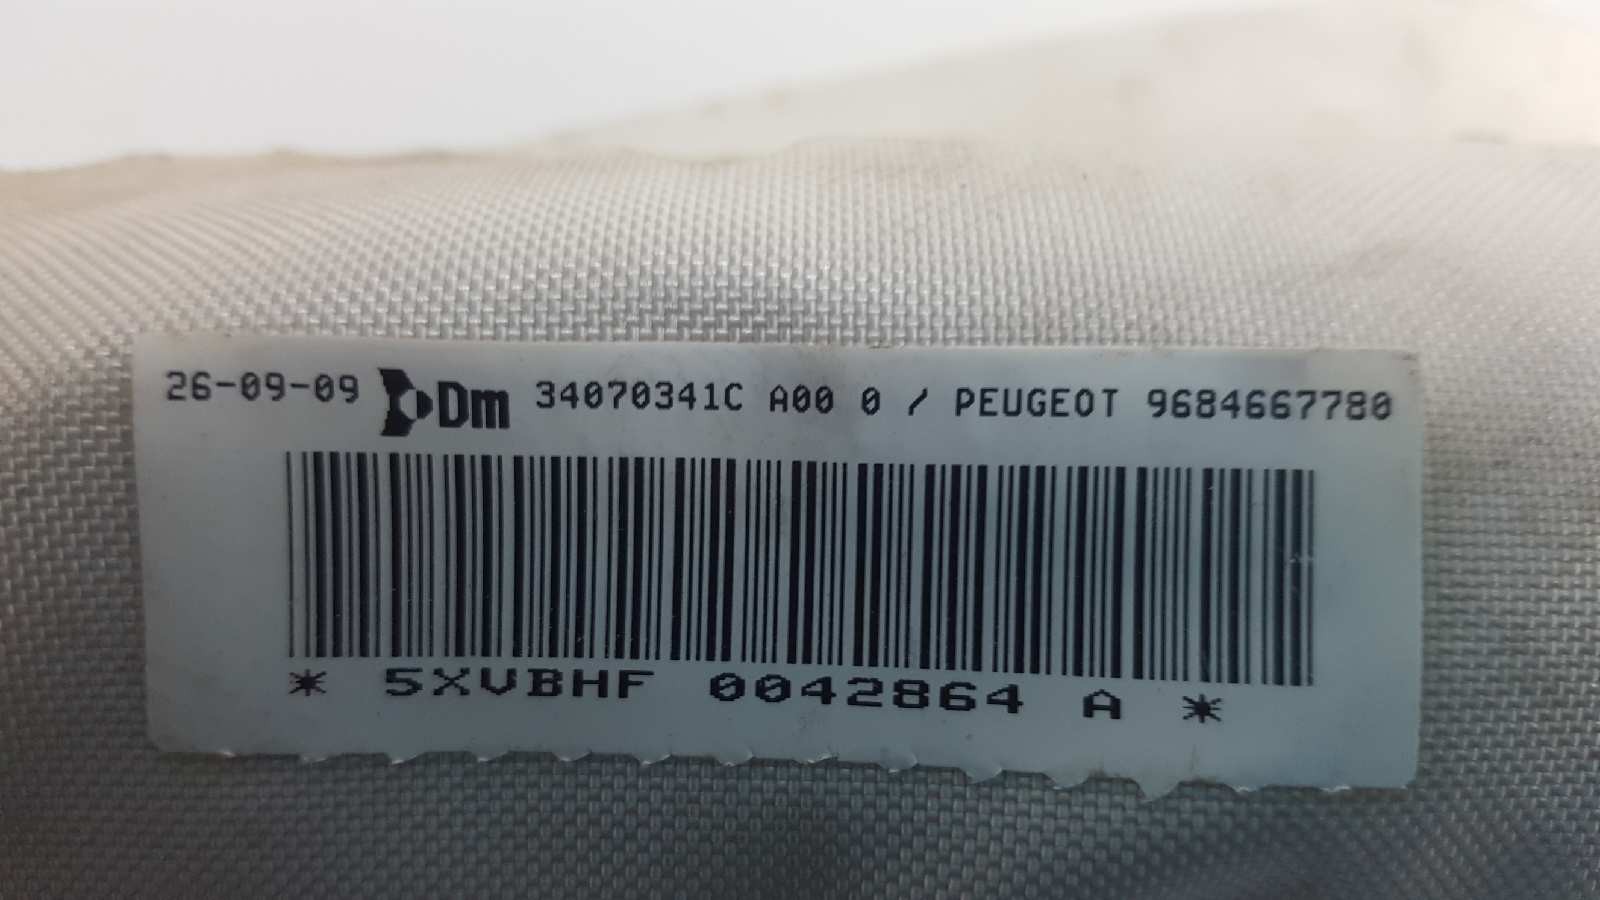 26-09-09 Dm 34070341C A00 0 / PEUGEOT 9684667780
* 5XVBHF 0042864 A *